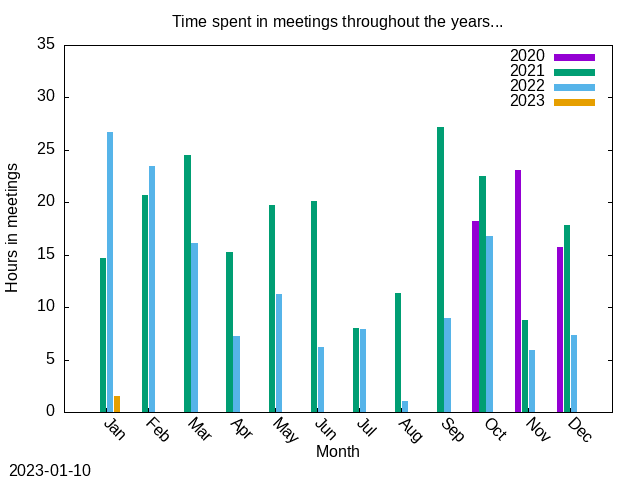 Time spent in meetings throughout the years...
35
30
25
20
15
10
5
0
Hours in meetings
2020
2021
2022
2023
Jan
Feb
Mar
Apr
May
Jun
Jul
Aug
Sep
Oct
Nov
Dec
Month
2023-01-10